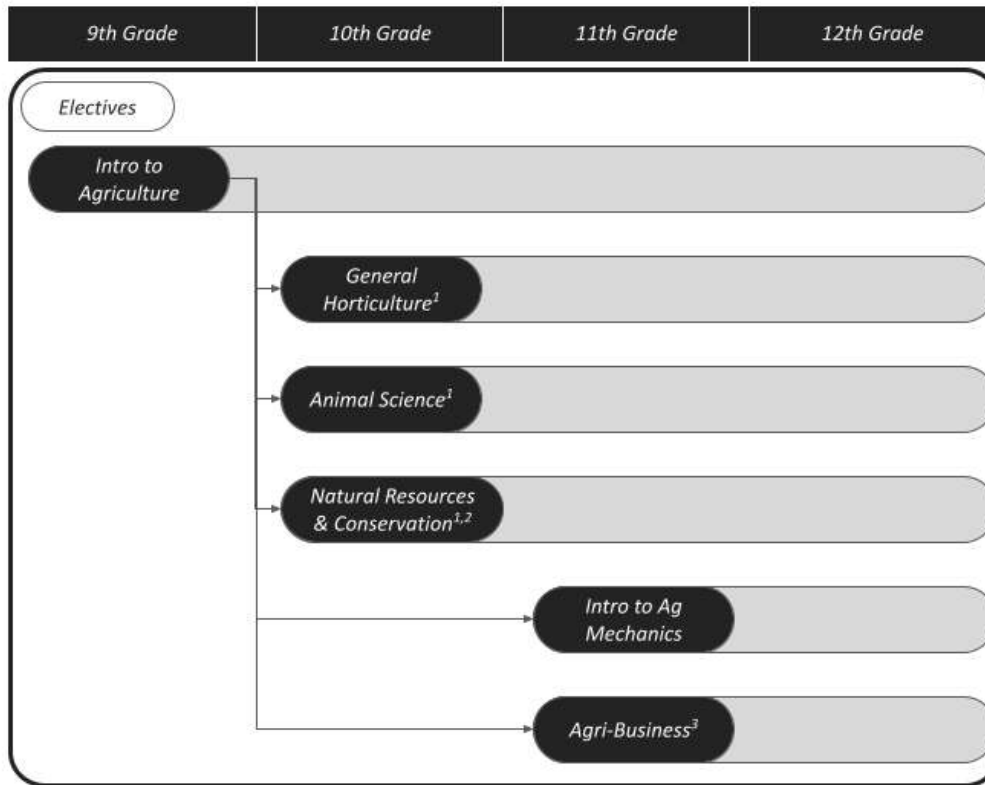 9th Grade
10th Grade
11th Grade
12th Grade
Electives
Intro to
Agriculture
General
Horticulture¹
Animal Science¹
Natural Resources
& Conservation¹,²
Intro to Ag
Mechanics
Agri-Business³